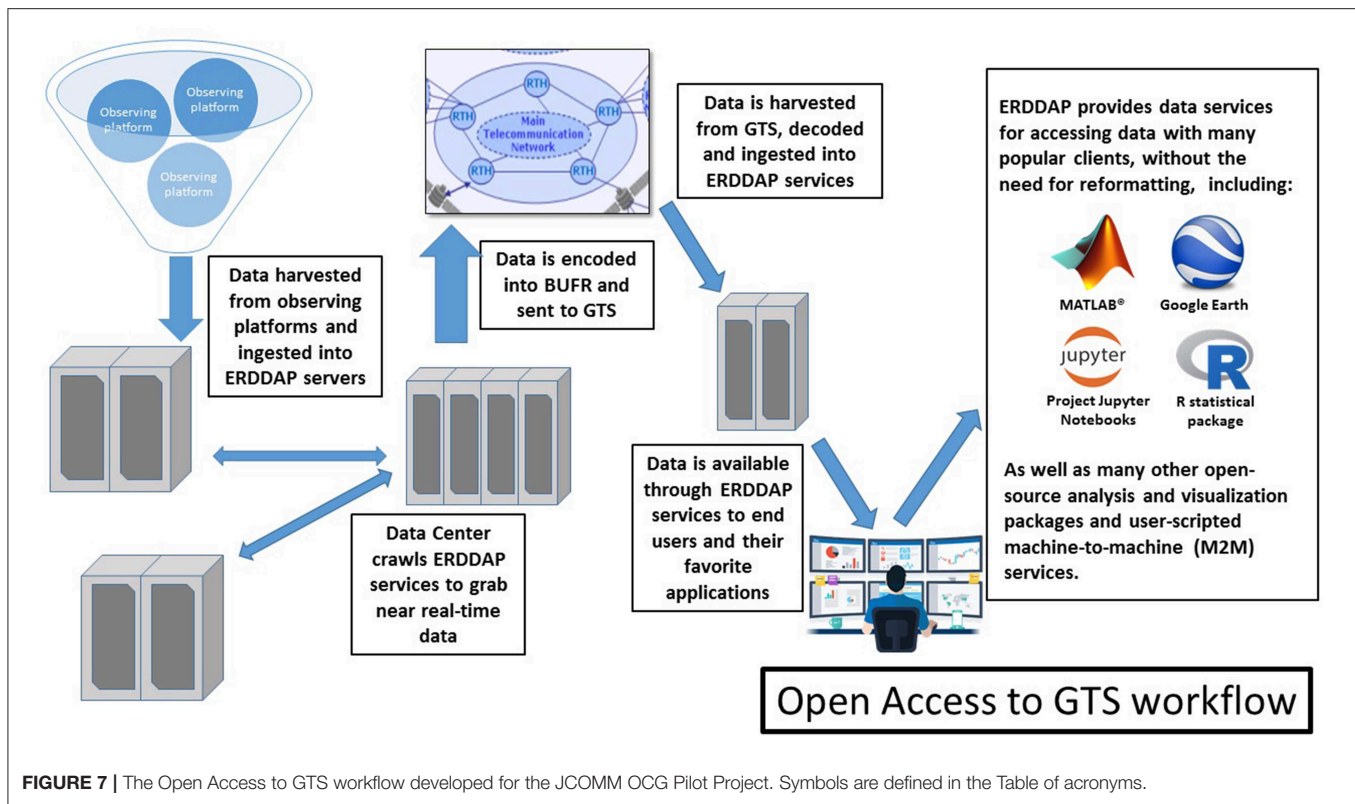 Observing
platform
Observing
platform
Observing
platform
Data harvested
from observing
platforms and
ingested into
ERDDAP servers
Data Center
crawls ERDDAP
services to grab
near real-time
data
Data is encoded
into BUFR and
sent to GTS
RTH
RTH
RTH
Main
Telecommunication
Network
RTH
RTH
Data is harvested
from GTS, decoded
and ingested into
ERDDAP services
Data is available
through ERDDAP
services to end
users and their
favorite
applications
ERDDAP provides data services
for accessing data with many
popular clients, without the
need for reformatting, including:
MATLAB®
Google Earth
jupyter
R
Project Jupyter
Notebooks
R statistical
package
As well as many other open-
source analysis and visualization
packages and user-scripted
machine-to-machine (M2M)
services.
Open Access to GTS workflow
FIGURE 7 | The Open Access to GTS workflow developed for the JCOMM OCG Pilot Project. Symbols are defined in the Table of acronyms.